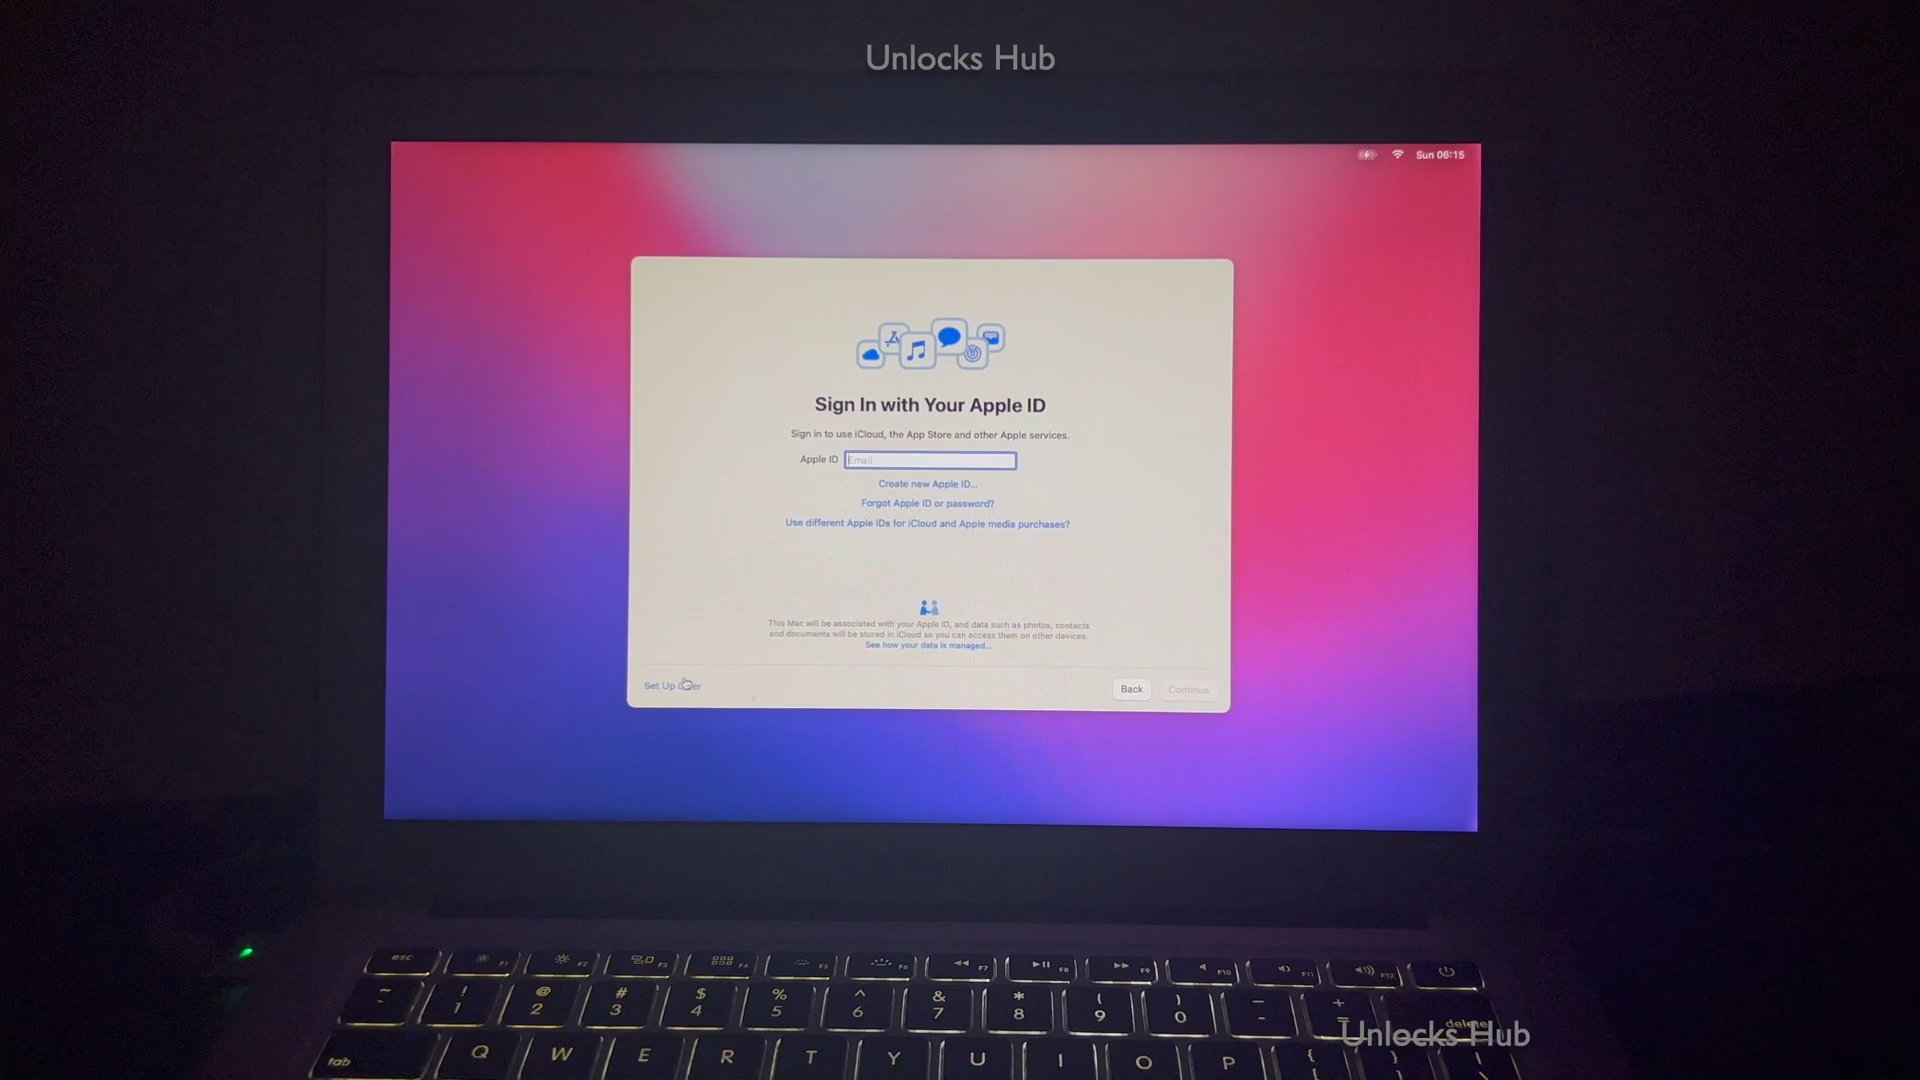 Unlocks Hub
Sun 06:15
Sign In with Your Apple ID
Sign in to use iCloud, the App Store and other Apple services.
Apple ID Email
Create new Apple ID...
Forgot Apple ID or password?
Use different Apple IDs for iCloud and Apple media purchases?
This Mac will be associated with your Apple ID, and data such as photos, contacts
and documents will be stored in iCloud so you can access them on other devices.
See how your data is managed...
Set Up
Back Continue
esc F1 F2 F3 F4 F5 F6 F7 F8 F9 F10 F11 F12
~ ! @ # $ % ^ & * ( ) _ +
1 2 3 4 5 6 7 8 9 0 - = delete
Unlocks Hub
tab Q W E R T Y U I O P { }